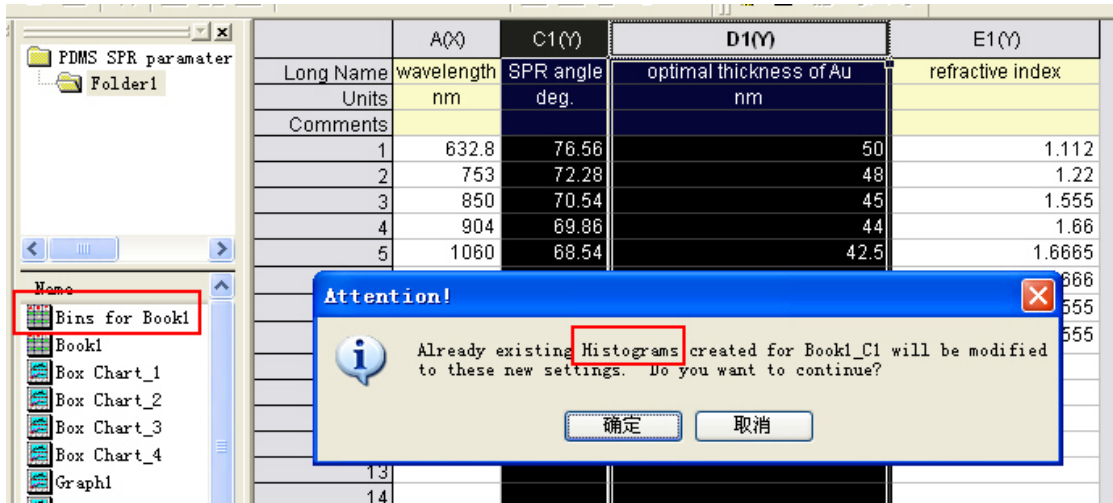 PDMS SPR paramater
Folder1
Name
Bins for Book1
Book1
Box Chart_1
Box Chart_2
Box Chart_3
Box Chart_4
Graph1
A(X) C1(Y) D1(Y) E1(Y)
Long Name wavelength SPR angle optimal thickness of Au refractive index
Units nm deg. nm
Comments
1 632.8 76.56 50 1.112
2 753 72.28 48 1.22
3 850 70.54 45 1.555
4 904 69.86 44 1.66
5 1060 68.54 42.5 1.6665
666
555
555
Attention!
Already existing Histograms created for Book1_C1 will be modified
to these new settings. Do you want to continue?
确定 取消
13
14